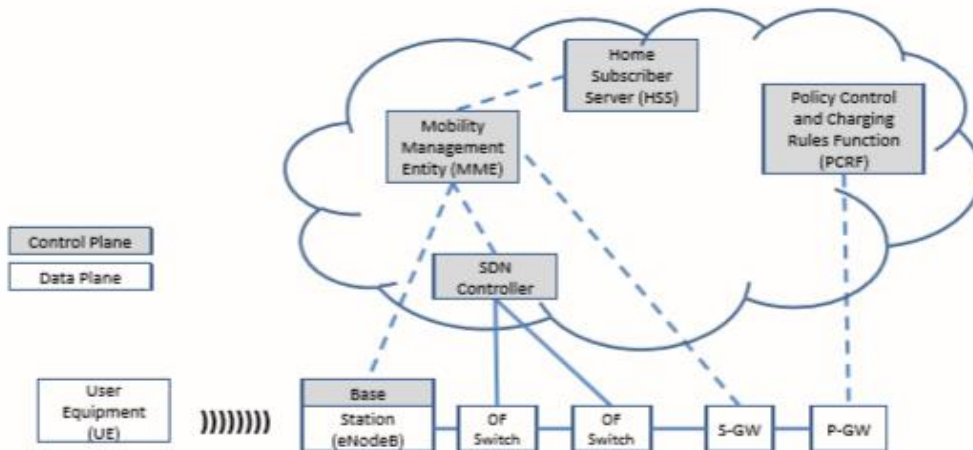 Home
Subscriber
Server (HSS)
Policy Control
and Charging
Rules Function
(PCRF)
Mobility
Management
Entity (MME)
Control Plane
Data Plane
SDN
Controller
User
Equipment
(UE)
Base
Station
(eNodeB)
OF
Switch
OF
Switch
S-GW
P-GW